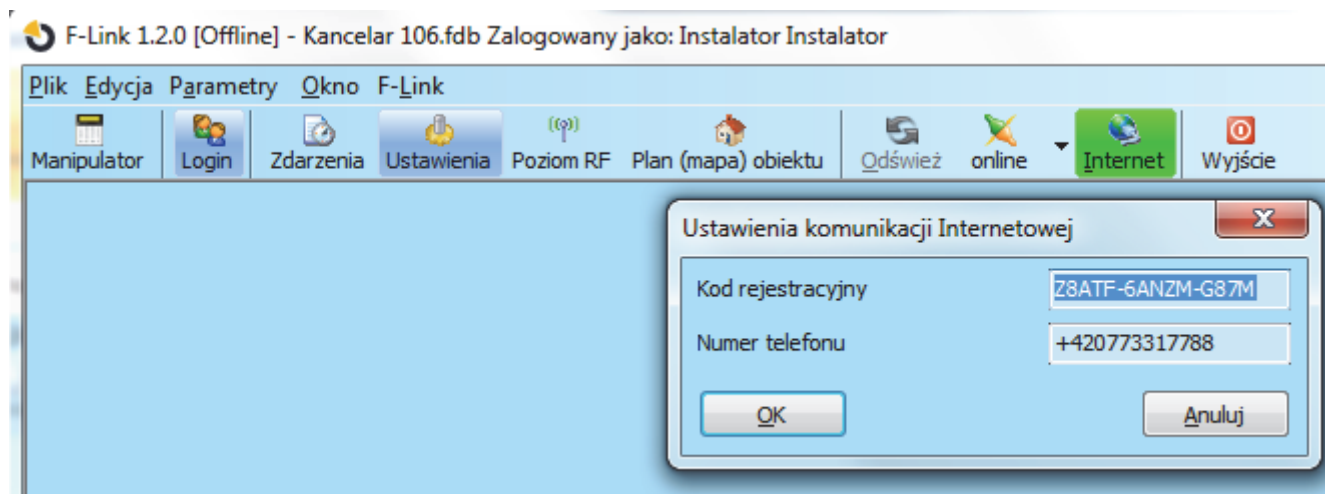 F-Link 1.2.0 [Offline] - Kancelar 106.fdb Zalogowany jako: Instalator Instalator
Plik Edycja Parametry Okno F-Link
Manipulator Login Zdarzenia Ustawienia Poziom RF Plan (mapa) obiektu Odśwież online Internet Wyjście
Ustawienia komunikacji Internetowej
Kod rejestracyjny Z8ATF-6ANZM-G87M
Numer telefonu +420773317788
OK Anuluj